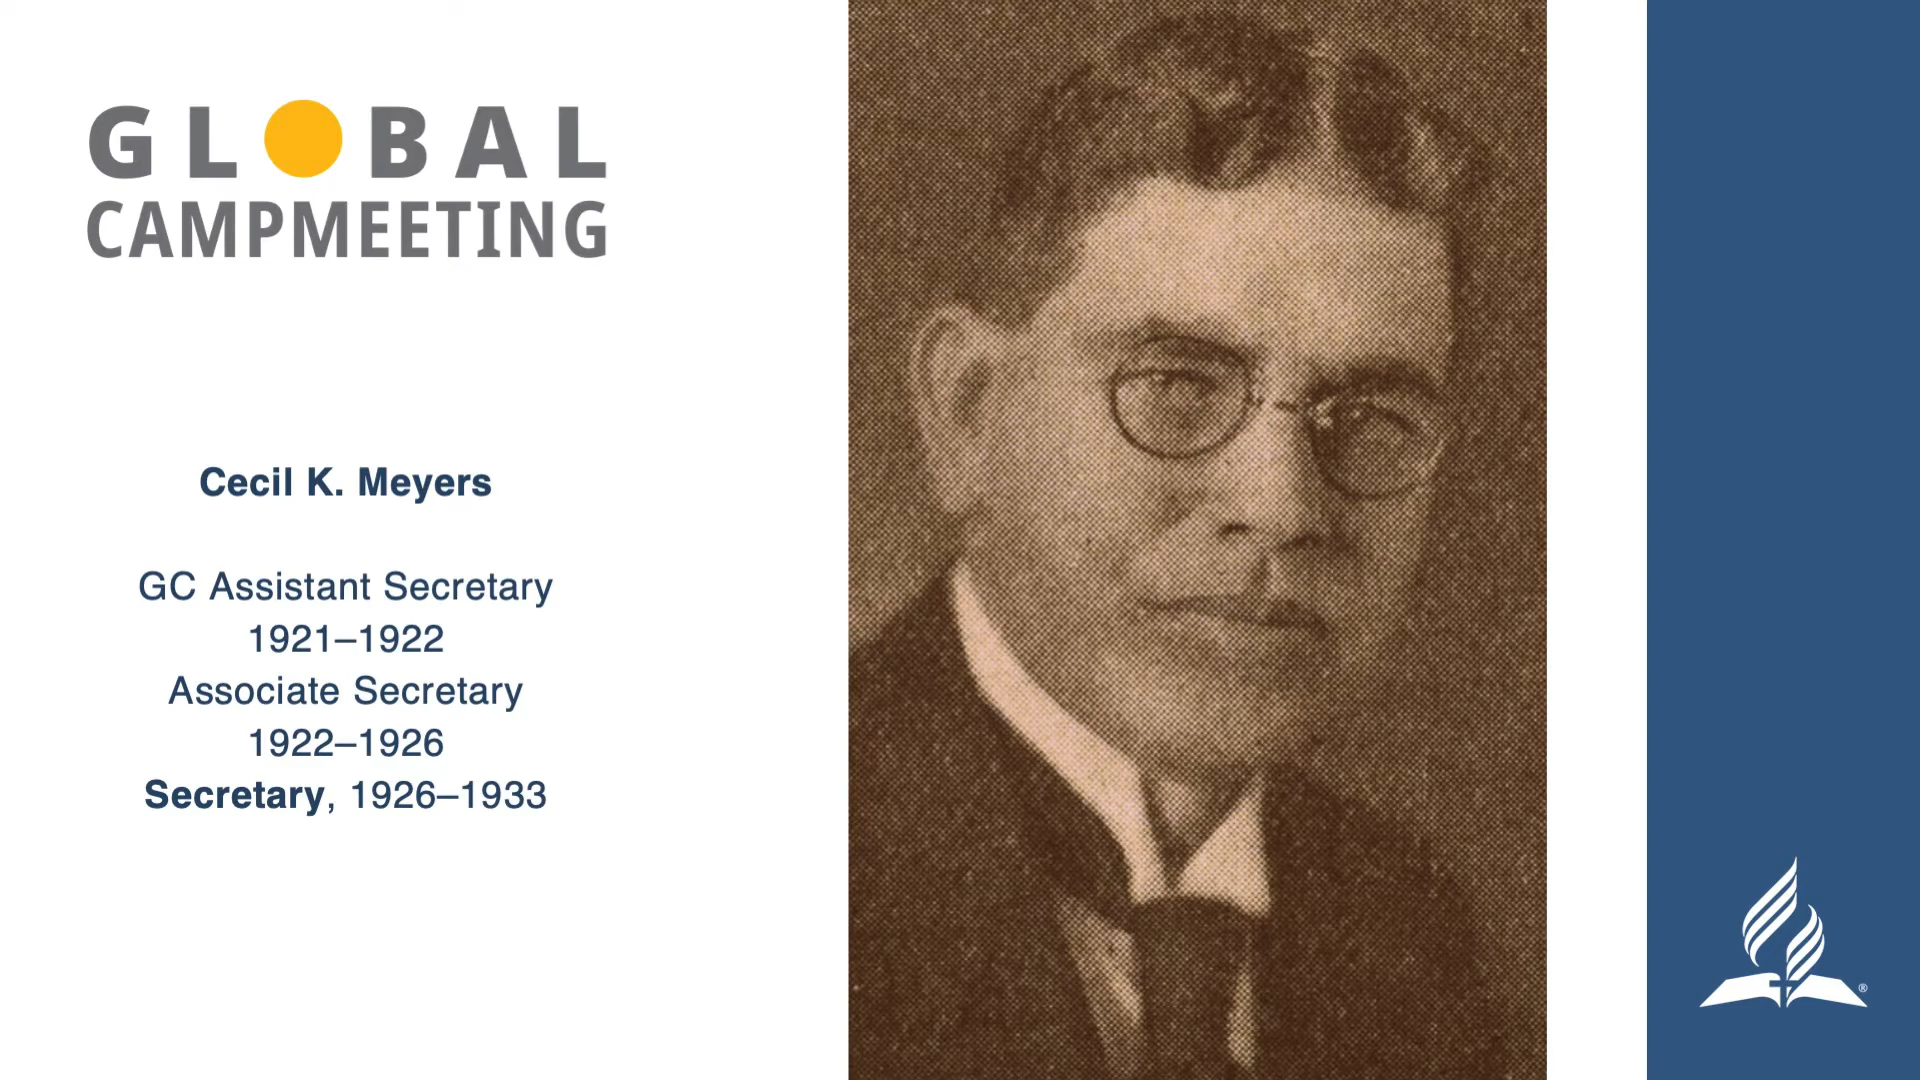 GLOBAL
CAMPMEETING
Cecil K. Meyers
GC Assistant Secretary
1921–1922
Associate Secretary
1922–1926
Secretary, 1926–1933
®